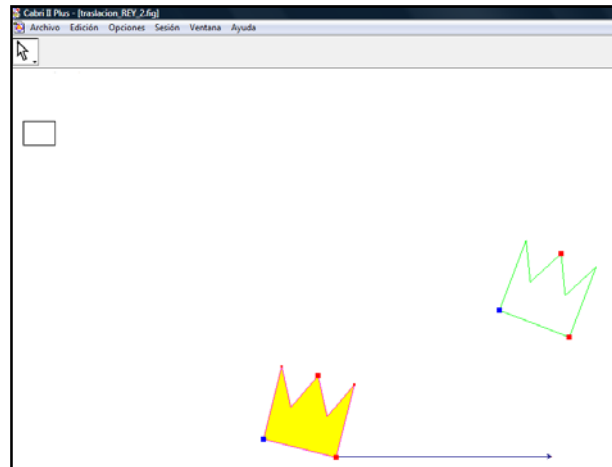 Cabri II Plus - [traslacion_REY_2.fig]
Archivo Edición Opciones Sesión Ventana Ayuda